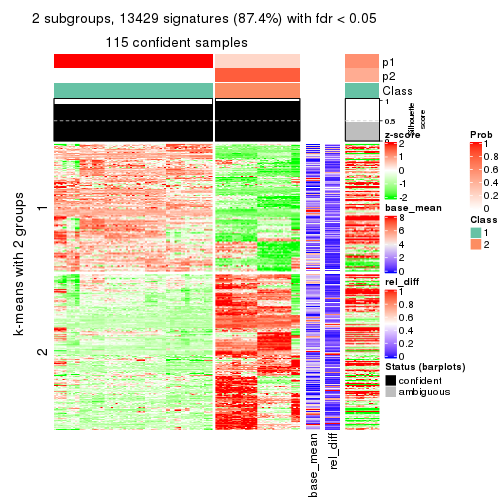 2 subgroups, 13429 signatures (87.4%) with fdr < 0.05
115 confident samples
p1
p2
Class
1
0.5
0
Silhouette
score
z-score
2
1
0
-1
-2
base_mean
8
6
4
2
0
rel_diff
1
0.8
0.6
0.4
0.2
0
Status (barplots)
confident
ambiguous
Prob
1
0.8
0.6
0.4
0.2
0
Class
1
2
k-means with 2 groups
1
2
base_mean
rel_diff